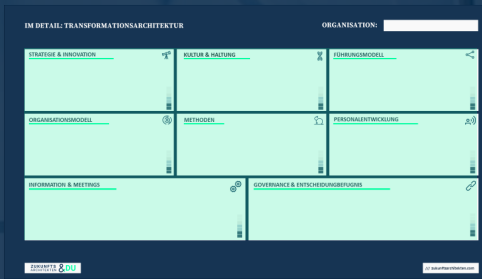 IM DETAIL: TRANSFORMATIONSARCHITEKTUR
ORGANISATION:
STRATEGIE & INNOVATION
KULTUR & HALTUNG
FÜHRUNGSMODELL
ORGANISATIONSMODELL
METHODEN
PERSONALENTWICKLUNG
INFORMATION & MEETINGS
GOVERNANCE & ENTSCHEIDUNGSBEFUGNIS
ZUKUNFTS
ARCHITEKTEN &DU
/// zukunftsarchitekten.com